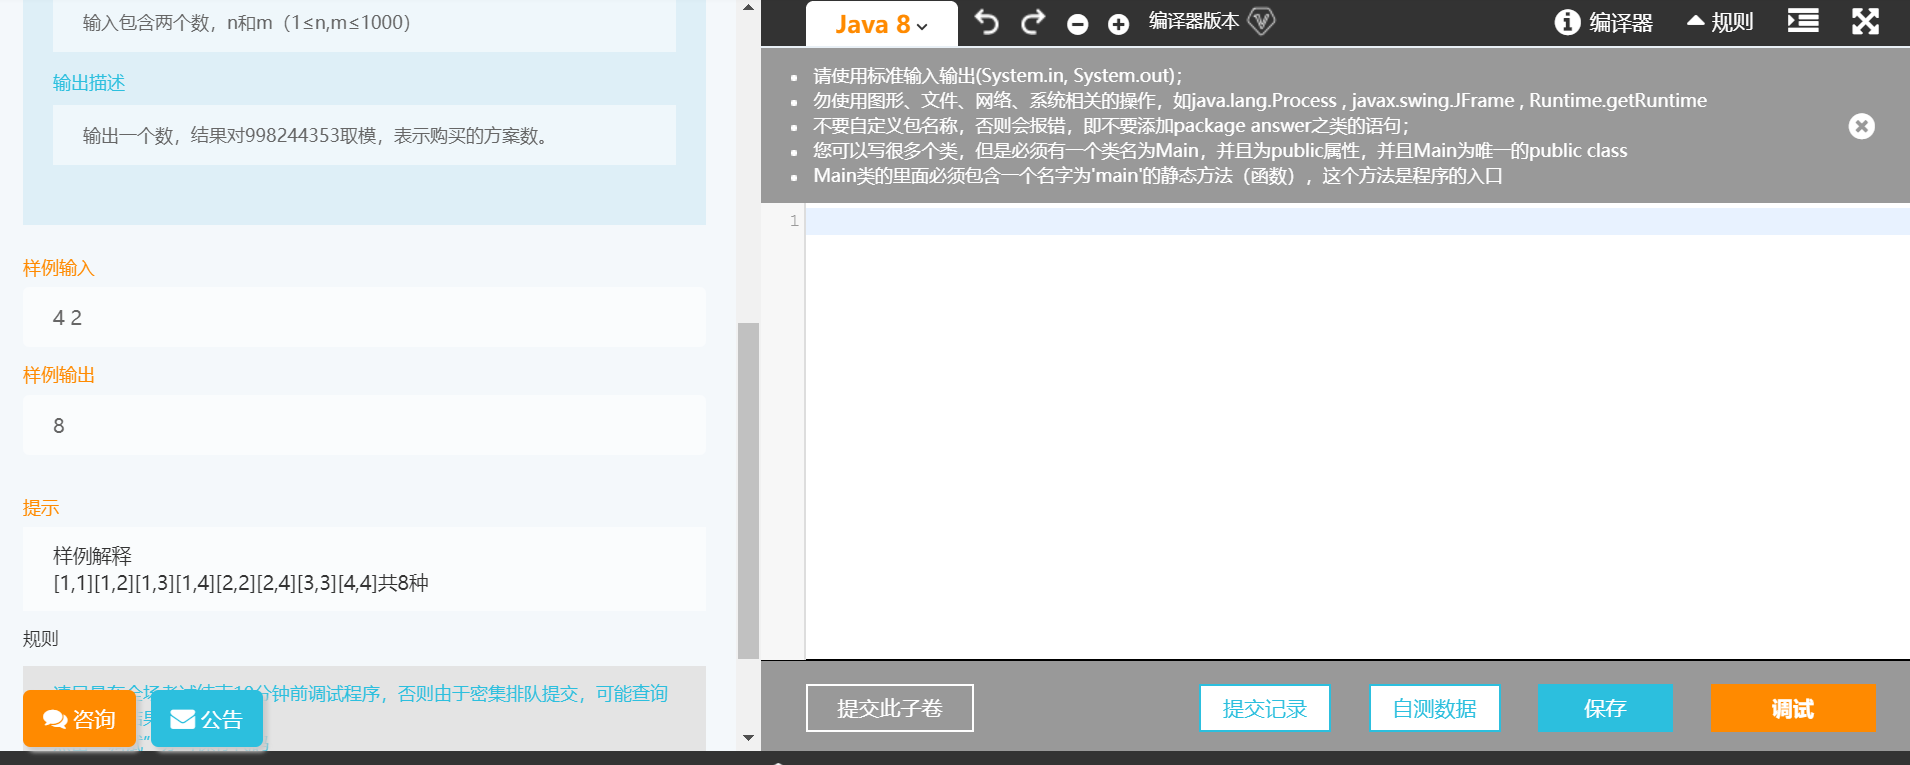 输入包含两个数，n和m（1≤n,m≤1000）
输出描述
输出一个数，结果对998244353取模，表示购买的方案数。
样例输入
4 2
样例输出
8
提示
样例解释
[1,1][1,2][1,3][1,4][2,2][2,4][3,3][4,4]共8种
规则
分钟前调试程序，否则由于密集排队提交，可能查询
咨询
公告
Java 8
编译器版本
编译器
规则
请使用标准输入输出(System.in, System.out)；
勿使用图形、文件、网络、系统相关的操作，如java.lang.Process , javax.swing.JFrame , Runtime.getRuntime
不要自定义包名称，否则会报错，即不要添加package answer之类的语句；
您可以写很多个类，但是必须有一个类名为Main，并且为public属性，并且Main为唯一的public class
Main类的里面必须包含一个名字为'main'的静态方法（函数），这个方法是程序的入口
1
提交此子卷
提交记录
自测数据
保存
调试